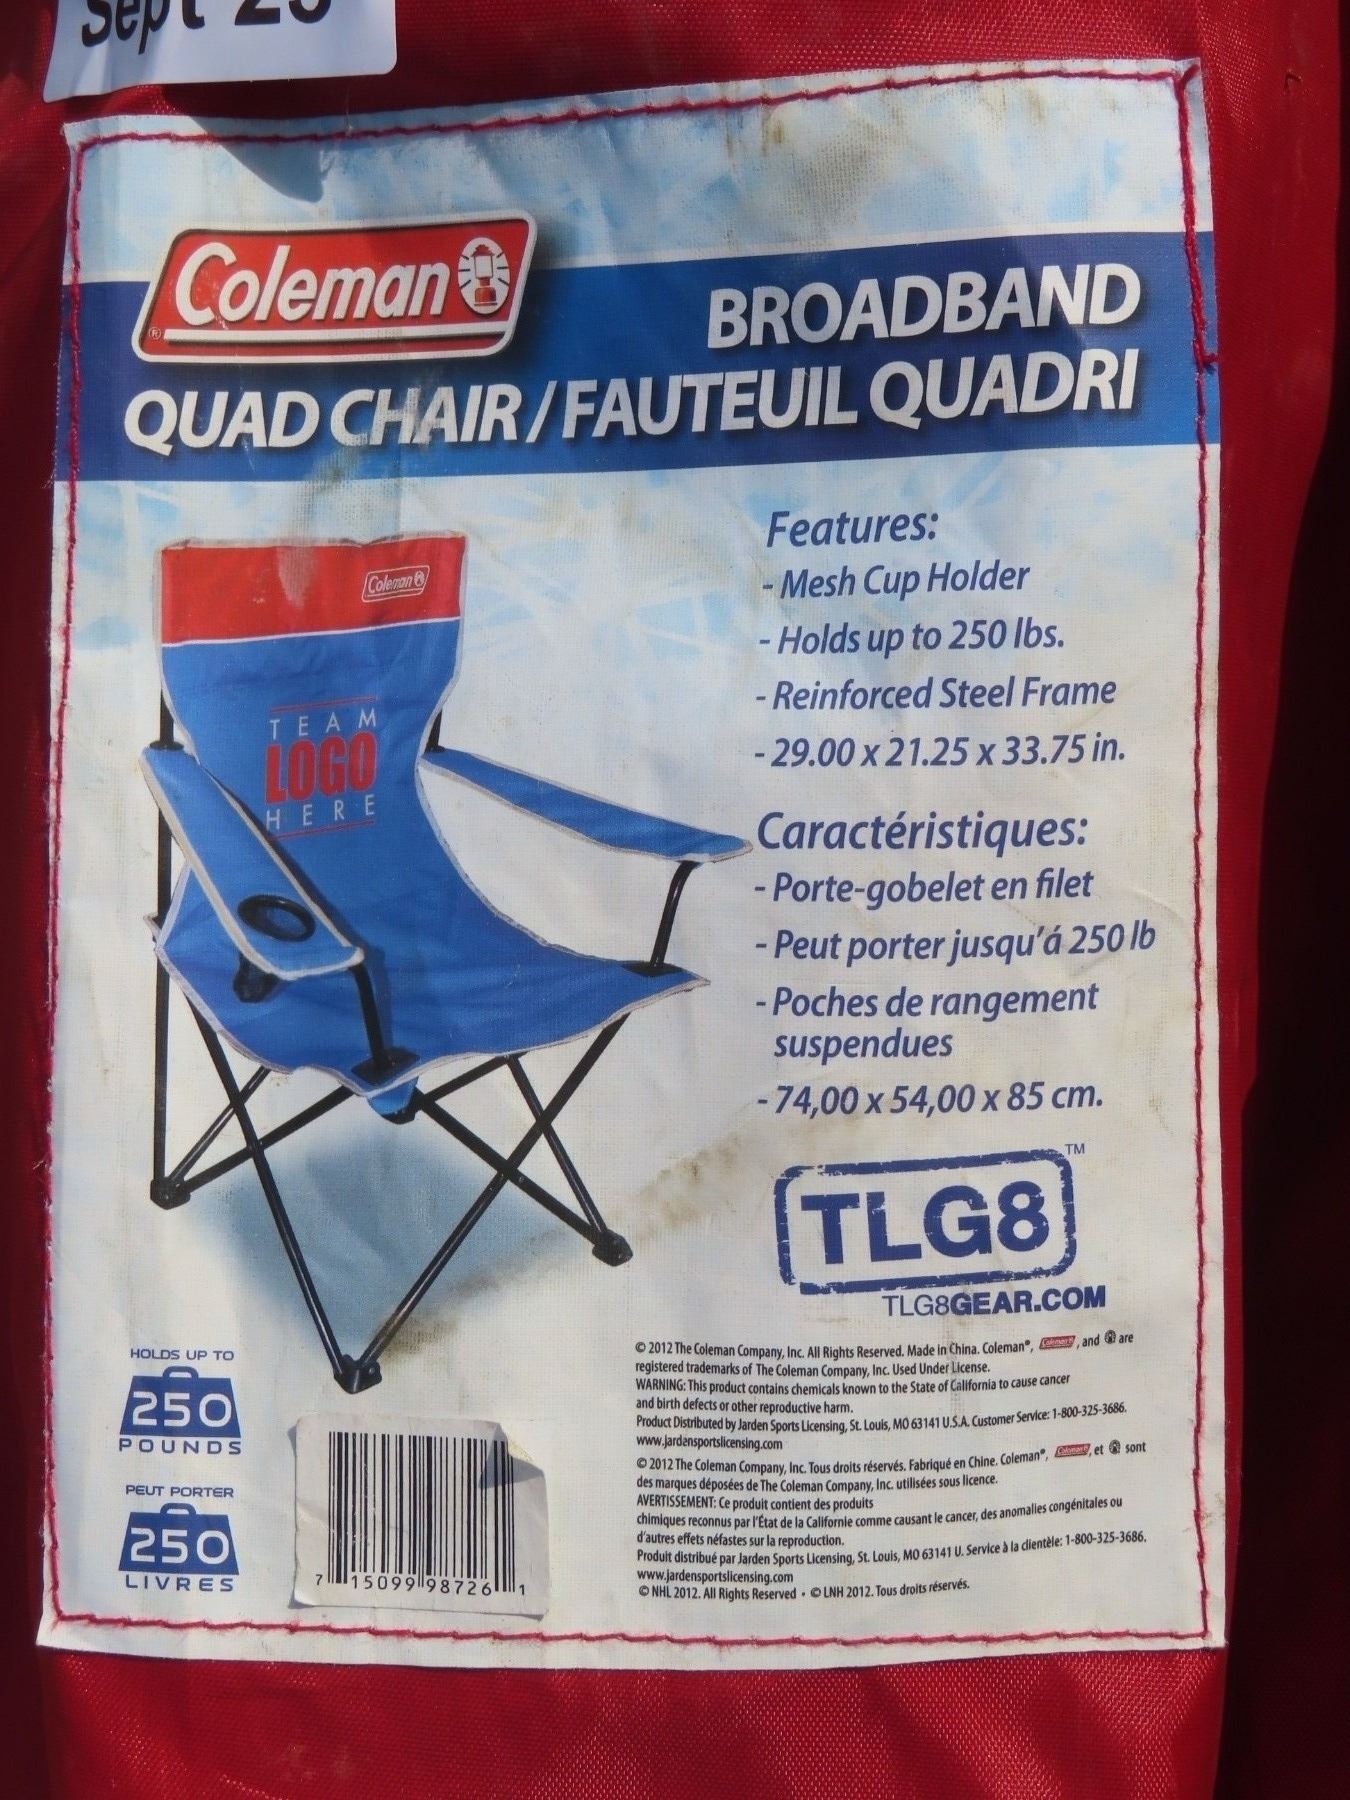 Sept 25
Coleman
®
BROADBAND
QUAD CHAIR / FAUTEUIL QUADRI
Coleman
TEAM
LOGO
HERE
Features:
- Mesh Cup Holder
- Holds up to 250 lbs.
- Reinforced Steel Frame
- 29.00 x 21.25 x 33.75 in.
Caractéristiques:
- Porte-gobelet en filet
- Peut porter jusqu'á 250 lb
- Poches de rangement
suspendues
- 74,00 x 54,00 x 85 cm.
TLG8™
TLG8GEAR.COM
HOLDS UP TO
250
POUNDS
PEUT PORTER
250
LIVRES
7 15099 98726 1
© 2012 The Coleman Company, Inc. All Rights Reserved. Made in China. Coleman®, Coleman, and are
registered trademarks of The Coleman Company, Inc. Used Under License.
WARNING: This product contains chemicals known to the State of California to cause cancer
and birth defects or other reproductive harm.
Product Distributed by Jarden Sports Licensing, St. Louis, MO 63141 U.S.A. Customer Service: 1-800-325-3686.
www.jardensportslicensing.com
© 2012 The Coleman Company, Inc. Tous droits réservés. Fabriqué en Chine. Coleman®, Coleman, et sont
des marques déposées de The Coleman Company, Inc. utilisées sous licence.
AVERTISSEMENT: Ce produit contient des produits
chimiques reconnus par l'État de la Californie comme causant le cancer, des anomalies congénitales ou
d'autres effets néfastes sur la reproduction.
Produit distribué par Jarden Sports Licensing, St. Louis, MO 63141 U. Service à la clientèle: 1-800-325-3686.
www.jardensportslicensing.com
© NHL 2012. All Rights Reserved • © LNH 2012. Tous droits réservés.